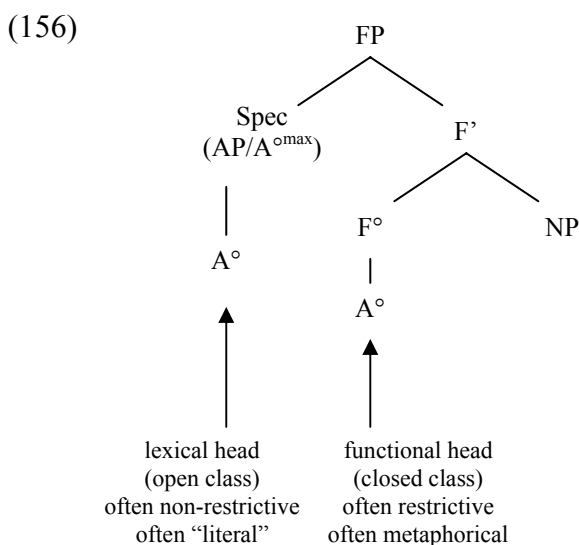 (156)
FP
Spec
(AP/A°max)
F’
A°
F°
NP
A°
lexical head
(open class)
often non-restrictive
often “literal”
functional head
(closed class)
often restrictive
often metaphorical